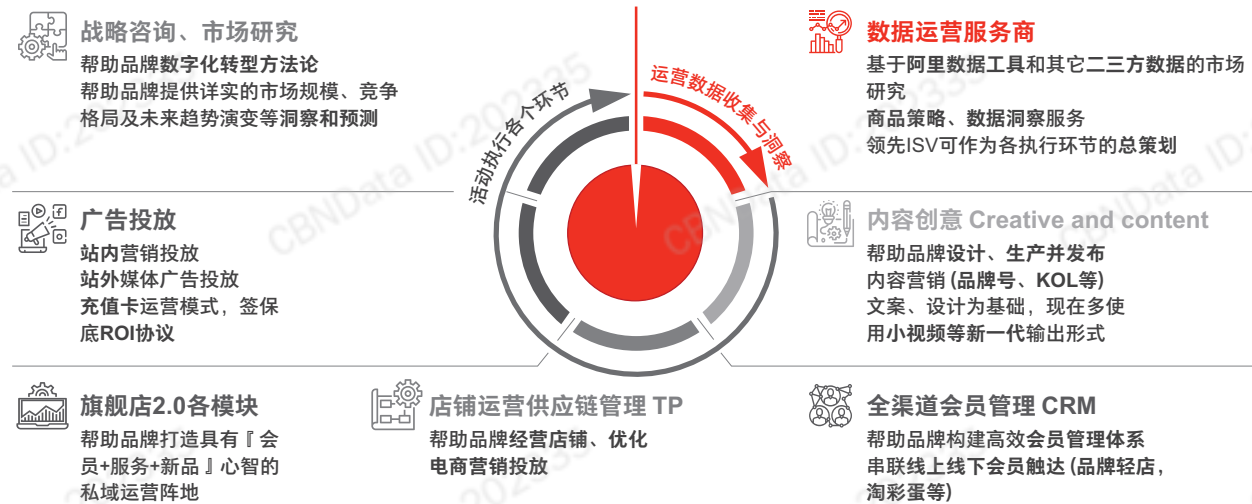 战略咨询、市场研究
帮助品牌数字化转型方法论
帮助品牌提供详实的市场规模、竞争
格局及未来趋势演变等洞察和预测
活动执行各个环节
运营数据收集与洞察
数据运营服务商
基于阿里数据工具和其它二三方数据的市场
研究
商品策略、数据洞察服务
领先ISV可作为各执行环节的总策划
广告投放
站内营销投放
站外媒体广告投放
充值卡运营模式，签保
底ROI协议
内容创意 Creative and content
帮助品牌设计、生产并发布
内容营销 (品牌号、KOL等)
文案、设计为基础，现在多使
用小视频等新一代输出形式
旗舰店2.0各模块
帮助品牌打造具有『会
员+服务+新品』心智的
私域运营阵地
店铺运营供应链管理 TP
帮助品牌经营店铺、优化
电商营销投放
全渠道会员管理 CRM
帮助品牌构建高效会员管理体系
串联线上线下会员触达 (品牌轻店，
淘彩蛋等)
CBNData ID:202335